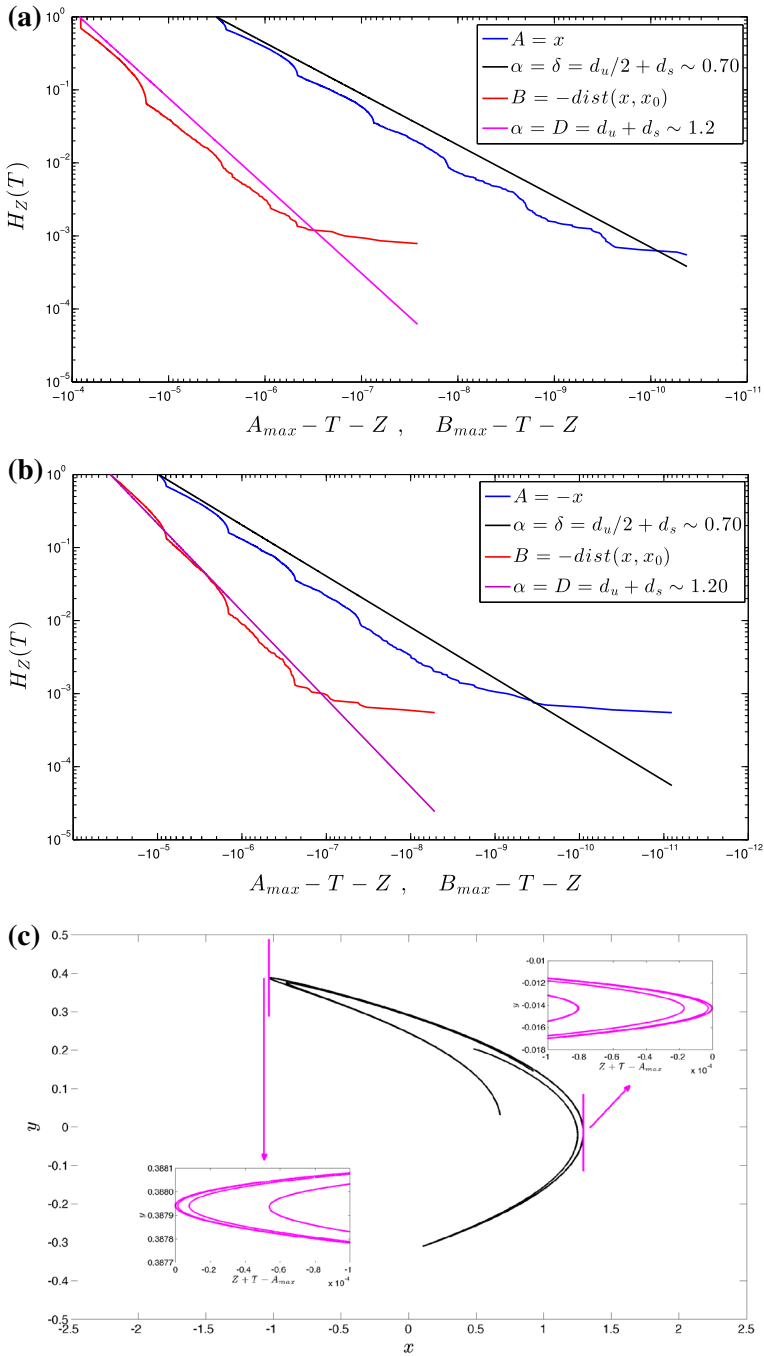 (a)
10^0
10^-1
10^-2
10^-3
10^-4
10^-5
H_Z(T)
A = x
α = δ = d_u/2 + d_s ∼ 0.70
B = −dist(x, x_0)
α = D = d_u + d_s ∼ 1.2
−10^-4 −10^-5 −10^-6 −10^-7 −10^-8 −10^-9 −10^-10 −10^-11
A_max − T − Z , B_max − T − Z
(b)
10^0
10^-1
10^-2
10^-3
10^-4
10^-5
H_Z(T)
A = −x
α = δ = d_u/2 + d_s ∼ 0.70
B = −dist(x, x_0)
α = D = d_u + d_s ∼ 1.20
−10^-5 −10^-6 −10^-7 −10^-8 −10^-9 −10^-10 −10^-11 −10^-12
A_max − T − Z , B_max − T − Z
(c)
0.5
0.4
0.3
0.2
0.1
0
-0.1
-0.2
-0.3
-0.4
-0.5
y
-0.01
-0.012
-0.014
-0.016
-0.018
y
-1 -0.8 -0.6 -0.4 -0.2 0
Z + T − A_max
x 10^-4
0.3881
0.3880
0.3879
0.3878
0.3877
y
0 -0.2 -0.4 -0.6 -0.8 -1
Z + T − A_max
x 10^-4
-2.5 -2 -1.5 -1 -0.5 0 0.5 1 1.5 2 2.5
x